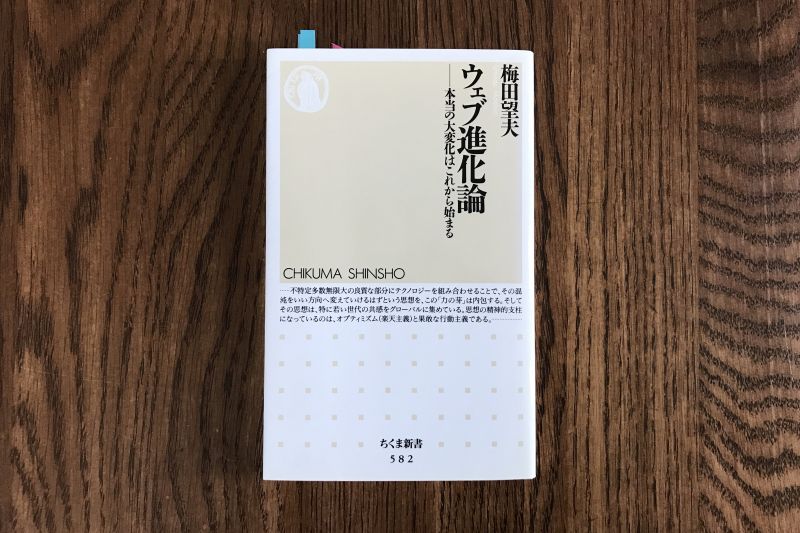 梅田望夫
ウェブ進化論
──本当の大変化はこれから始まる
CHIKUMA SHINSHO
……不特定多数無限大の良質な部分にテクノロジーを組み合わせることで、その混
沌をいい方向へ変えていけるはずという思想を、この「力の芽」は内包する。そして
その思想は、特に若い世代の共感をグローバルに集めている。思想の精神的支柱
になっているのは、オプティミズム(楽天主義)と果敢な行動主義である。…………
ちくま新書
582